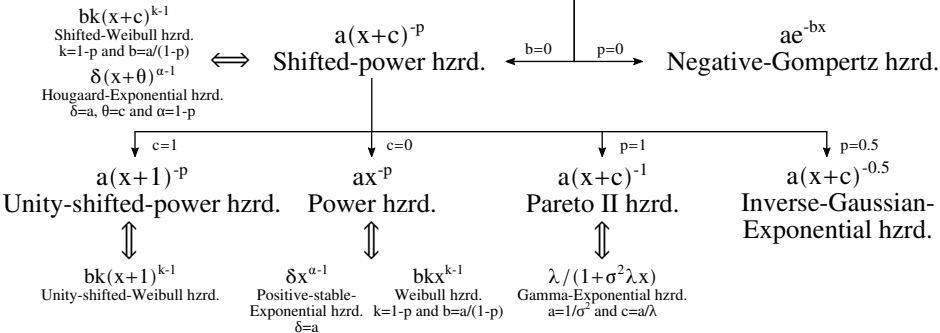 bk(x+c)^{k-1}
Shifted-Weibull hzrd.
k=1-p and b=a/(1-p)
δ(x+θ)^{α-1}
Hougaard-Exponential hzrd.
δ=a, θ=c and α=1-p
a(x+c)^{-p}
Shifted-power hzrd.
b=0
p=0
ae^{-bx}
Negative-Gompertz hzrd.
c=1
c=0
p=1
p=0.5
a(x+1)^{-p}
Unity-shifted-power hzrd.
ax^{-p}
Power hzrd.
a(x+c)^{-1}
Pareto II hzrd.
a(x+c)^{-0.5}
Inverse-Gaussian-
Exponential hzrd.
bk(x+1)^{k-1}
Unity-shifted-Weibull hzrd.
δx^{α-1}
Positive-stable-
Exponential hzrd.
δ=a
bkx^{k-1}
Weibull hzrd.
k=1-p and b=a/(1-p)
λ/(1+σ²λx)
Gamma-Exponential hzrd.
a=1/σ² and c=a/λ